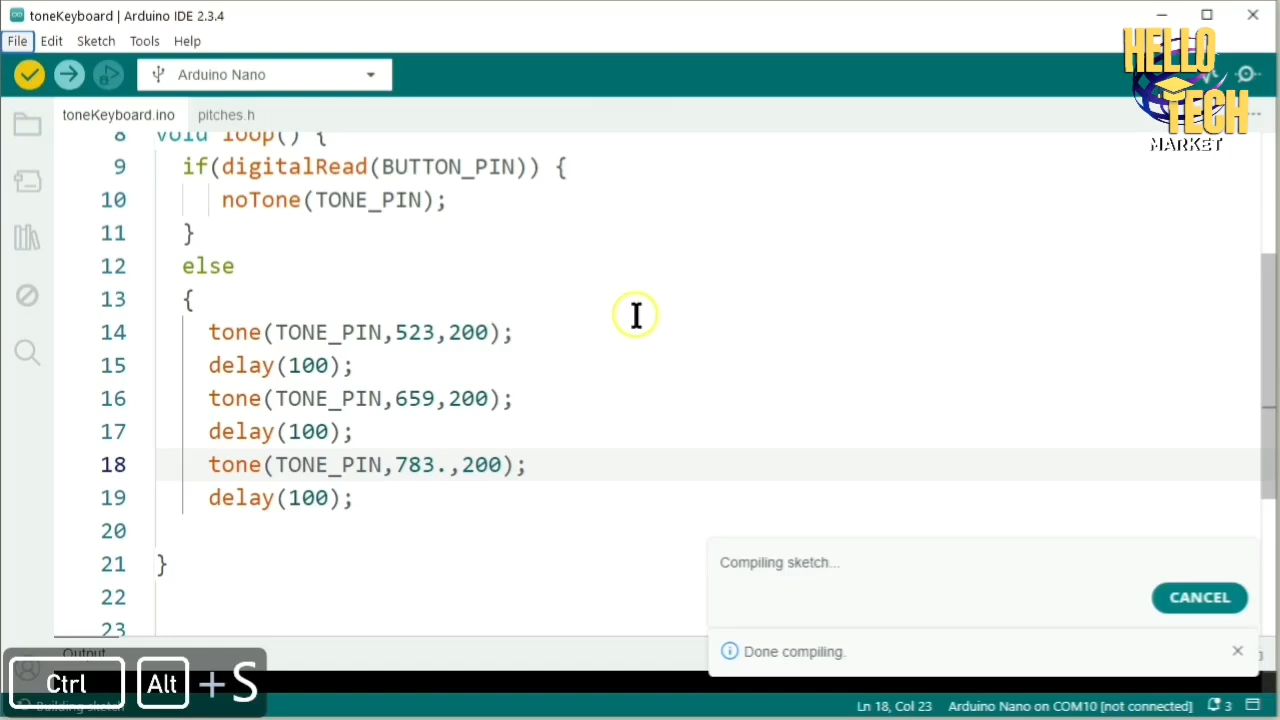 toneKeyboard | Arduino IDE 2.3.4
File Edit Sketch Tools Help
Arduino Nano
HELLO
TECH
MARKET
toneKeyboard.ino pitches.h
8 void loop() {
9 if(digitalRead(BUTTON_PIN)) {
10 noTone(TONE_PIN);
11 }
12 else
13 {
14 tone(TONE_PIN,523,200);
15 delay(100);
16 tone(TONE_PIN,659,200);
17 delay(100);
18 tone(TONE_PIN,783.,200);
19 delay(100);
20
21 }
22
23
Compiling sketch...
CANCEL
Output
Done compiling.
Ctrl Alt + S
Building sketch
Ln 18, Col 23 Arduino Nano on COM10 [not connected] 3